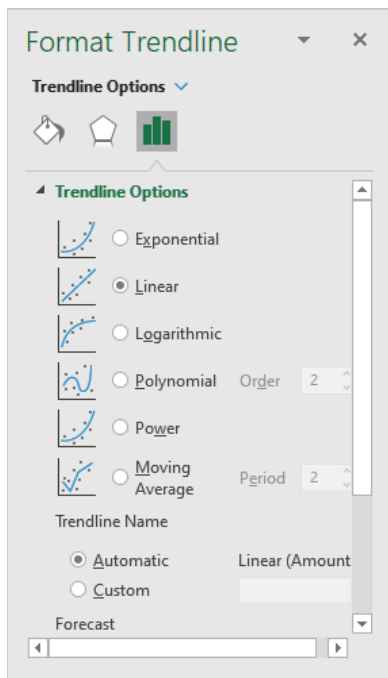 Format Trendline
Trendline Options
Trendline Options
Exponential
Linear
Logarithmic
Polynomial Order 2
Power
Moving
Average Period 2
Trendline Name
Automatic Linear (Amount
Custom
Forecast